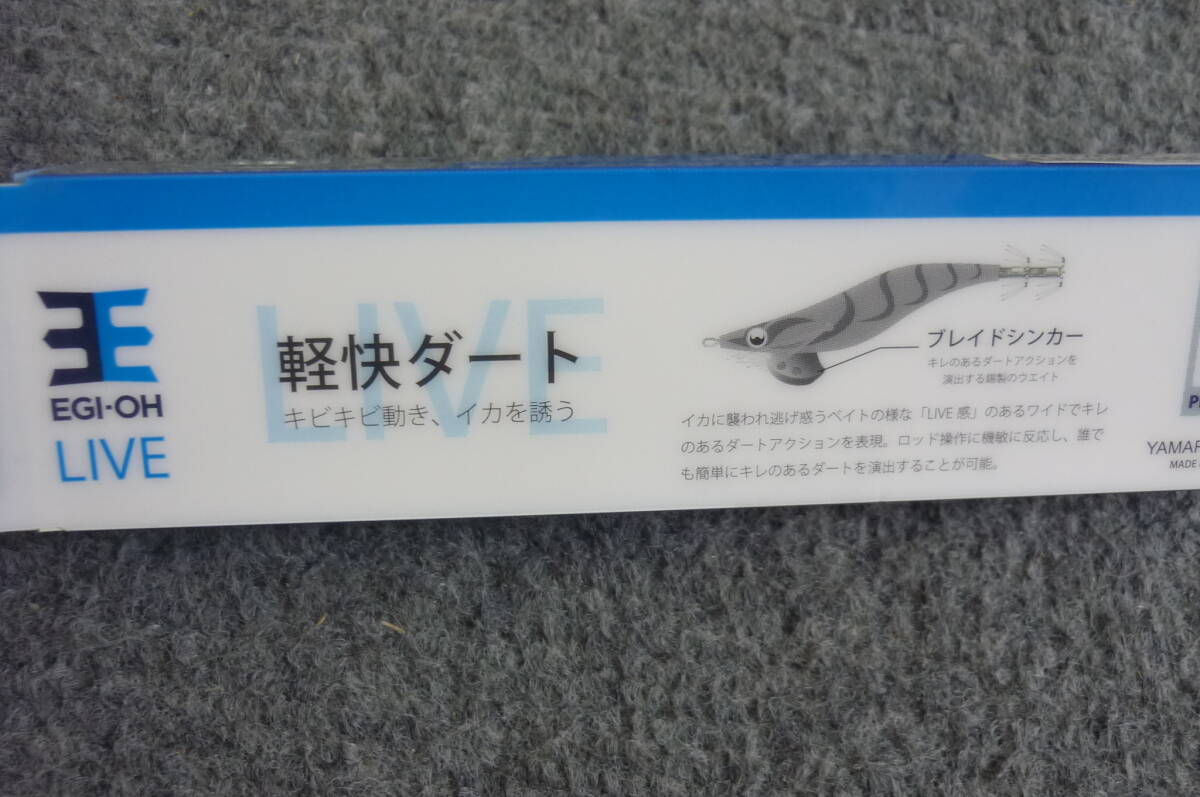 EGI-OH
LIVE
LIVE
軽快ダート
キビキビ動き、イカを誘う
ブレイドシンカー
キレのあるダートアクションを
演出する錫製のウエイト
イカに襲われ逃げ惑うベイトの様な「LIVE 感」のあるワイドでキレ
のあるダートアクションを表現。ロッド操作に機敏に反応し、誰で
も簡単にキレのあるダートを演出することが可能。
MADE